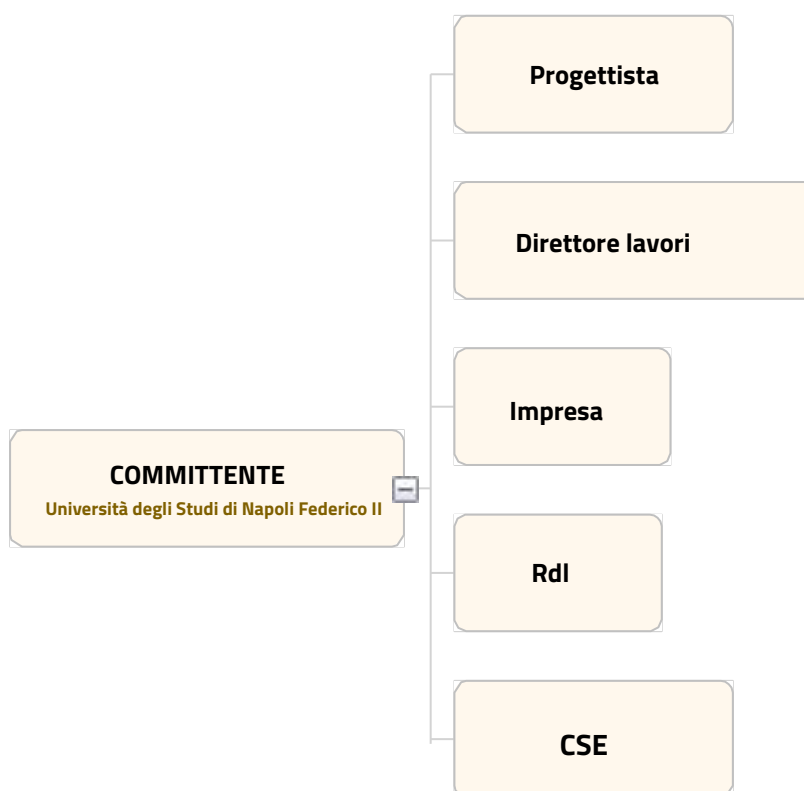 Progettista
Direttore lavori
Impresa
COMMITTENTE
Università degli Studi di Napoli Federico II
Rdl
CSE